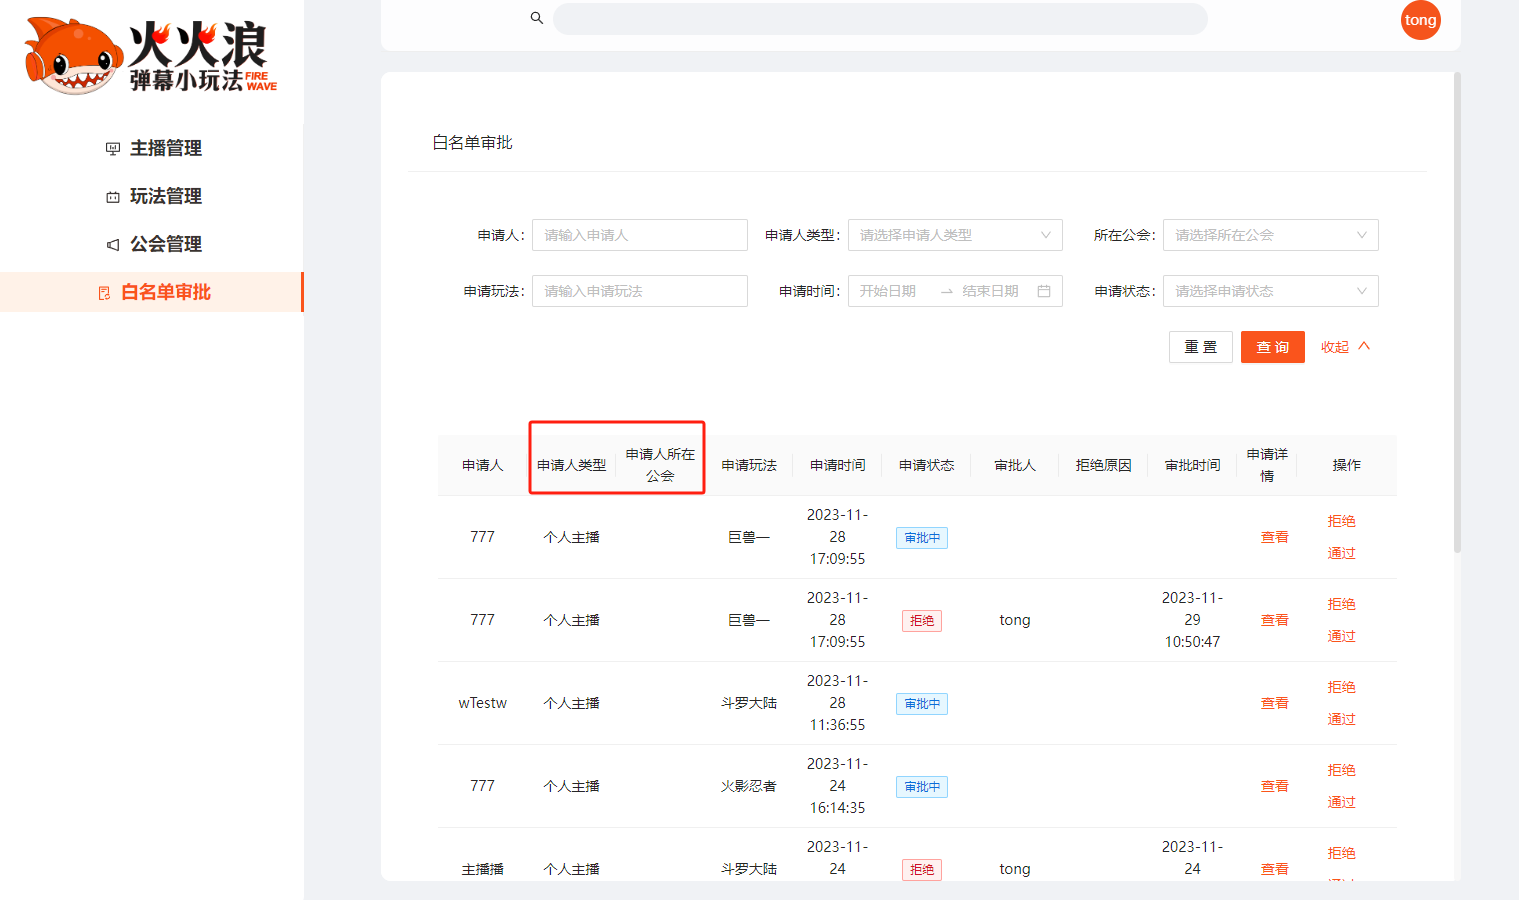 火火浪
弹幕小玩法 FIRE WAVE
tong
主播管理
玩法管理
公会管理
白名单审批
白名单审批
申请人: 请输入申请人 申请人类型: 请选择申请人类型 所在公会: 请选择所在公会
申请玩法: 请输入申请玩法 申请时间: 开始日期 → 结束日期 申请状态: 请选择申请状态
重 置 查 询 收起
申请人 申请人类型 申请人所在公会 申请玩法 申请时间 申请状态 审批人 拒绝原因 审批时间 申请详情 操作
777 个人主播 巨兽一 2023-11-28 17:09:55 审批中 查看 拒绝 通过
777 个人主播 巨兽一 2023-11-28 17:09:55 拒绝 tong 2023-11-29 10:50:47 查看 拒绝 通过
wTestw 个人主播 斗罗大陆 2023-11-28 11:36:55 审批中 查看 拒绝 通过
777 个人主播 火影忍者 2023-11-24 16:14:35 审批中 查看 拒绝 通过
主播播 个人主播 斗罗大陆 2023-11-24 拒绝 tong 2023-11-24 查看 拒绝